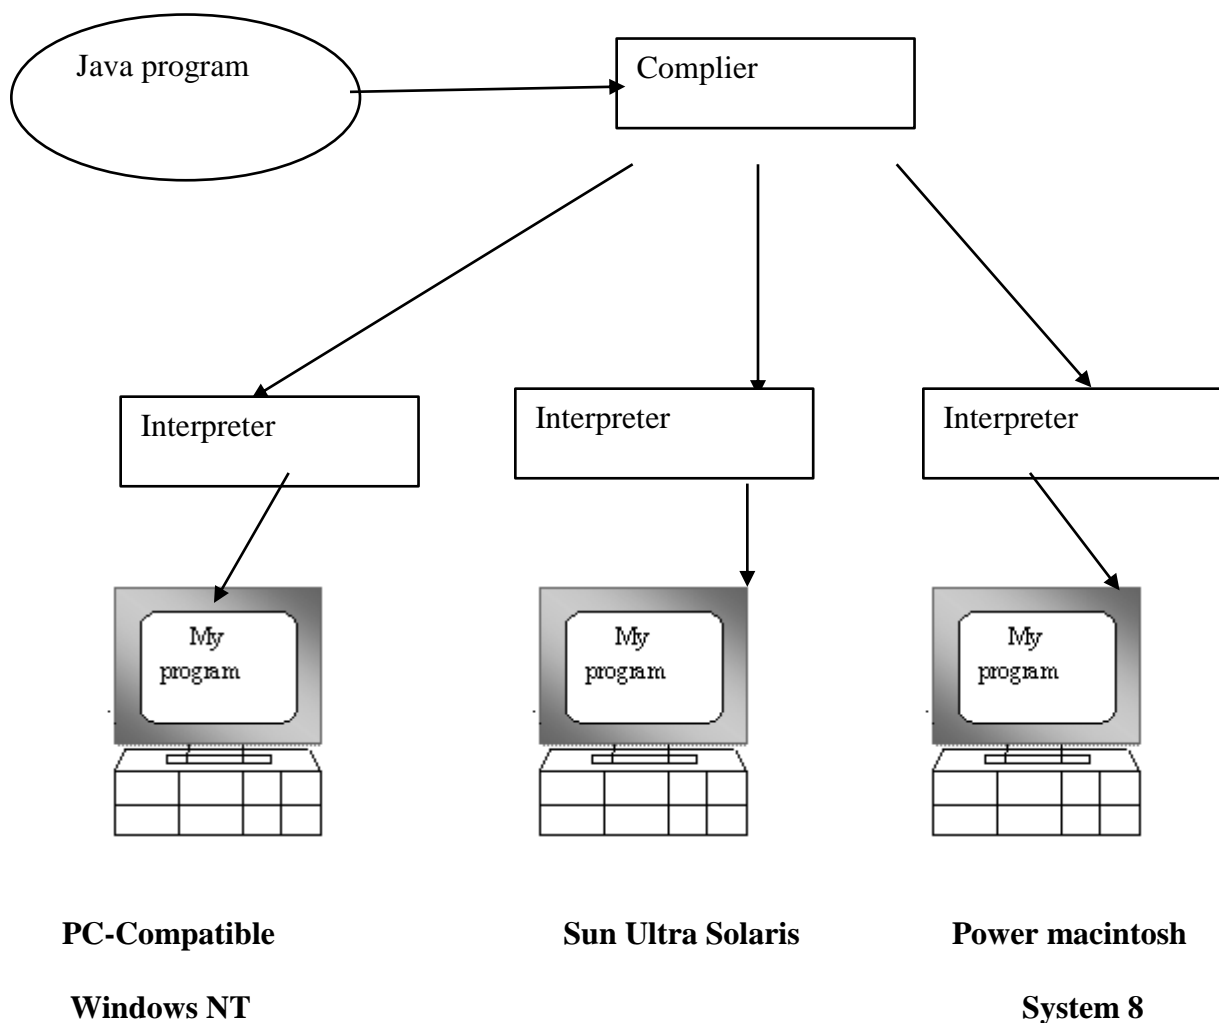 Java program
Complier
Interpreter
Interpreter
Interpreter
My
program
My
program
My
program
PC-Compatible
Sun Ultra Solaris
Power macintosh
Windows NT
System 8